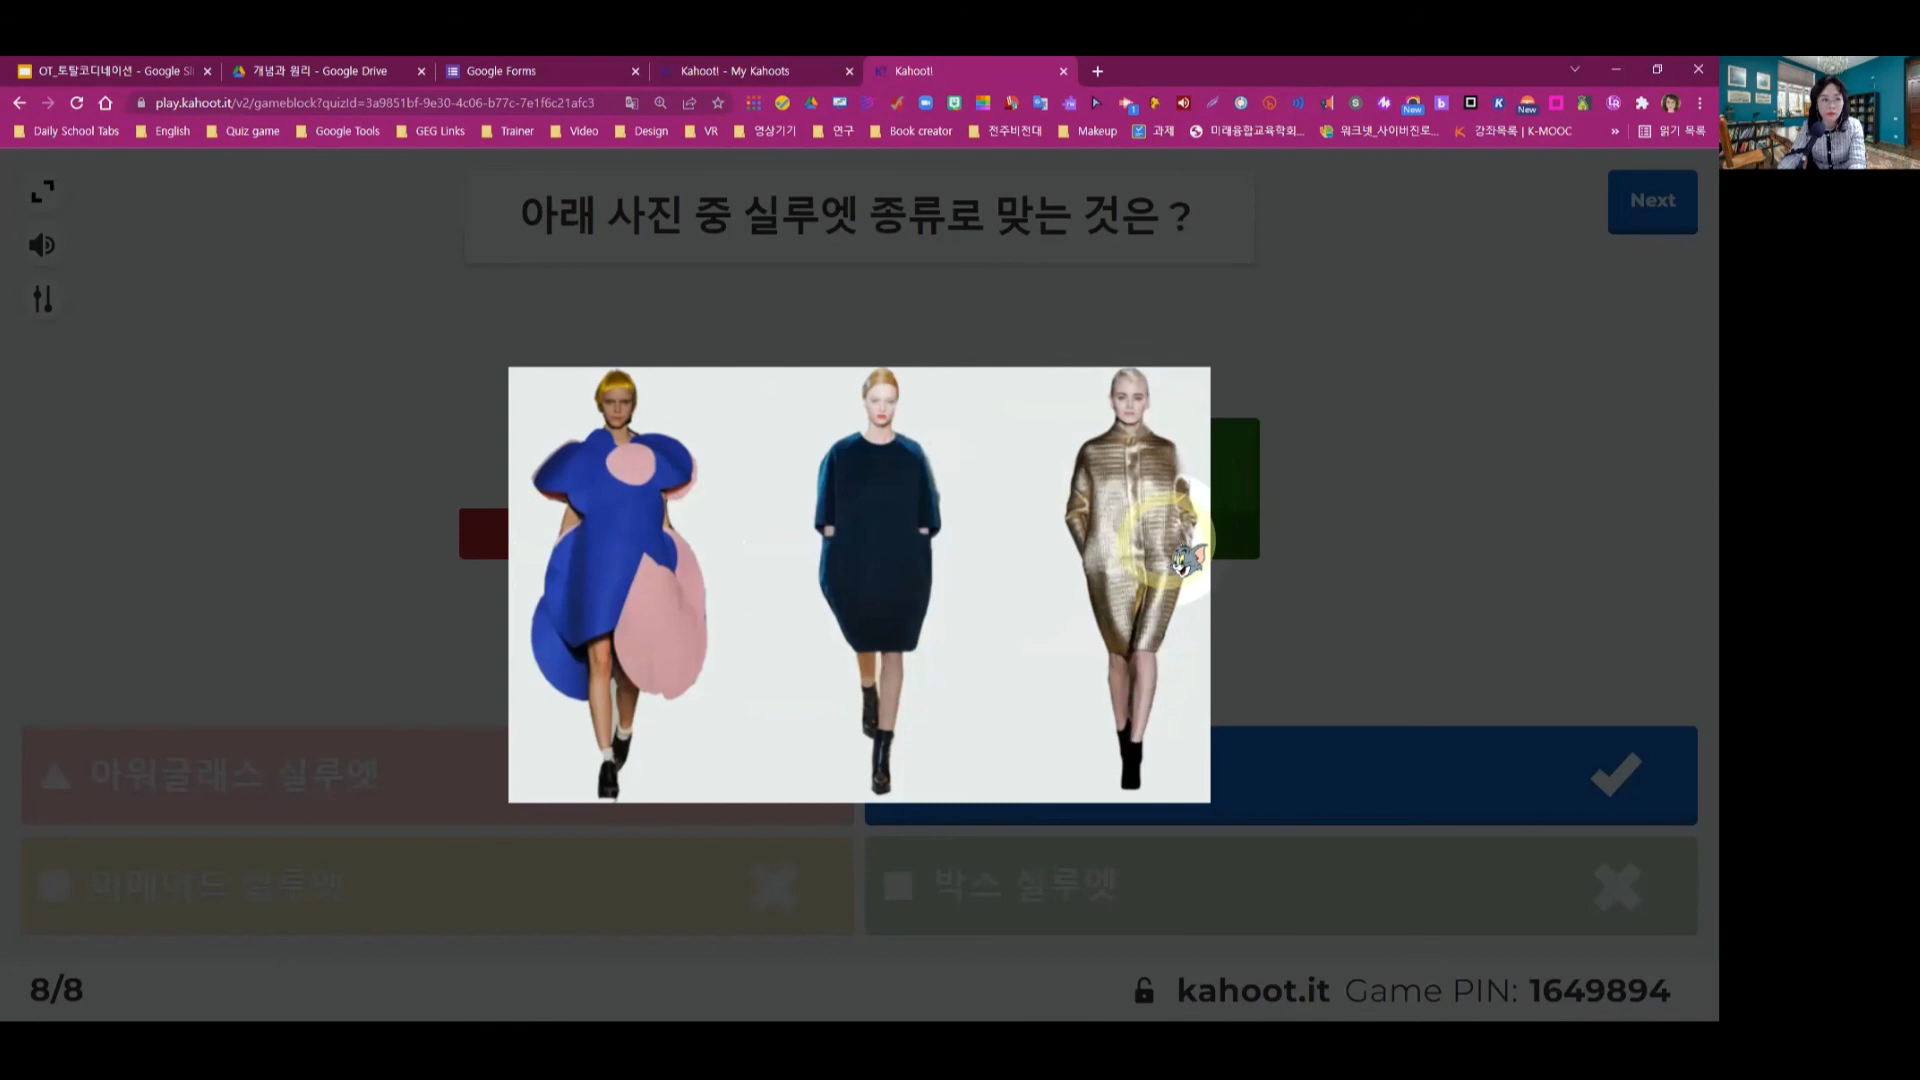 OT_토탈코디네이션 - Google Sl
개념과 원리 - Google Drive
Google Forms
Kahoot! - My Kahoots
Kahoot!
play.kahoot.it/v2/gameblock?quizId=3a9851bf-9e30-4c06-b77c-7e1f6c21afc3
New
New
Daily School Tabs
English
Quiz game
Google Tools
GEG Links
Trainer
Video
Design
VR
영상기기
연구
Book creator
전주비전대
Makeup
과제
미래융합교육학회...
워크넷_사이버진로...
강좌목록 | K-MOOC
»
읽기 목록
아래 사진 중 실루엣 종류로 맞는 것은 ?
Next
아워글래스 실루엣
머메이드 실루엣
박스 실루엣
8/8
kahoot.it Game PIN: 1649894